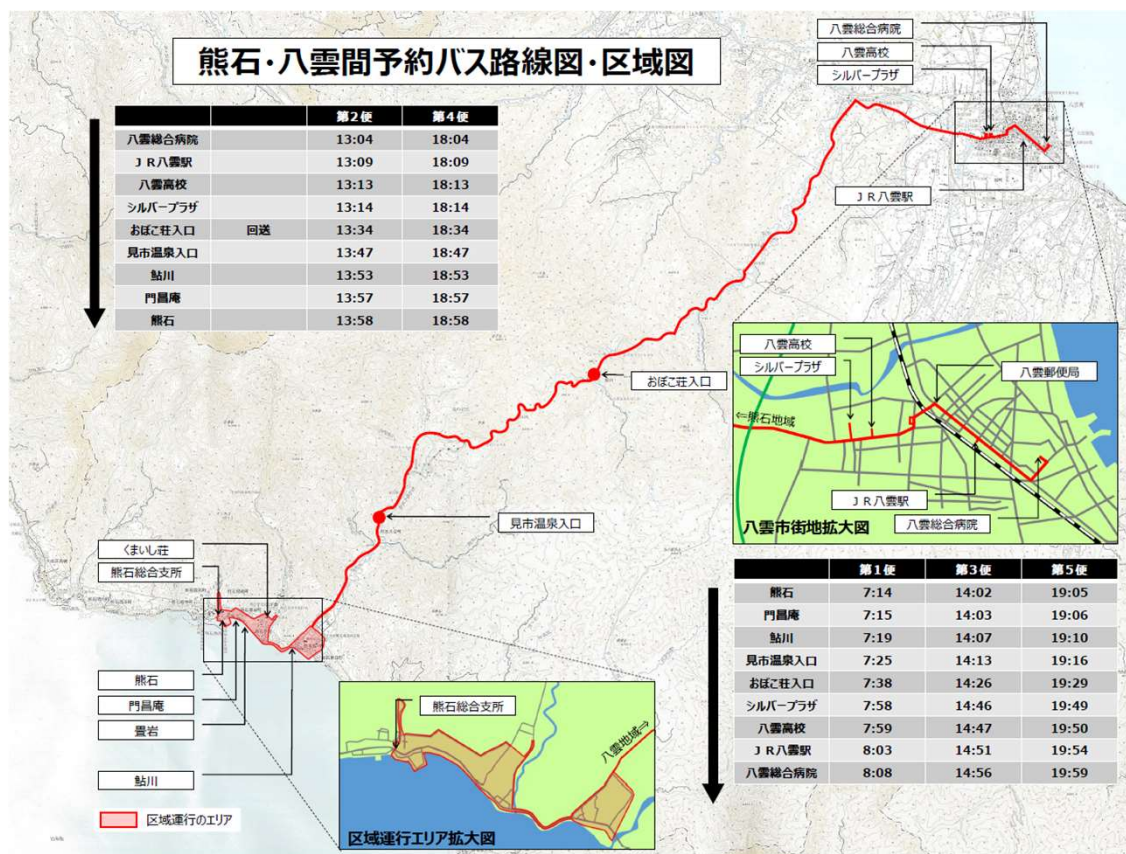 熊石・八雲間予約バス路線図・区域図
八雲総合病院
八雲高校
シルバープラザ
第2便 第4便
八雲総合病院 13:04 18:04
ＪＲ八雲駅 13:09 18:09
八雲高校 13:13 18:13
シルバープラザ 13:14 18:14
おぼこ荘入口 回送 13:34 18:34
見市温泉入口 13:47 18:47
鮎川 13:53 18:53
門昌庵 13:57 18:57
熊石 13:58 18:58
ＪＲ八雲駅
おぼこ荘入口
見市温泉入口
八雲高校
シルバープラザ
八雲郵便局
⇐熊石地域
ＪＲ八雲駅
八雲総合病院
八雲市街地拡大図
くまいし荘
熊石総合支所
熊石
門昌庵
畳岩
鮎川
区域運行のエリア
熊石総合支所
八雲地域⇒
区域運行エリア拡大図
第1便 第3便 第5便
熊石 7:14 14:02 19:05
門昌庵 7:15 14:03 19:06
鮎川 7:19 14:07 19:10
見市温泉入口 7:25 14:13 19:16
おぼこ荘入口 7:38 14:26 19:29
シルバープラザ 7:58 14:46 19:49
八雲高校 7:59 14:47 19:50
ＪＲ八雲駅 8:03 14:51 19:54
八雲総合病院 8:08 14:56 19:59